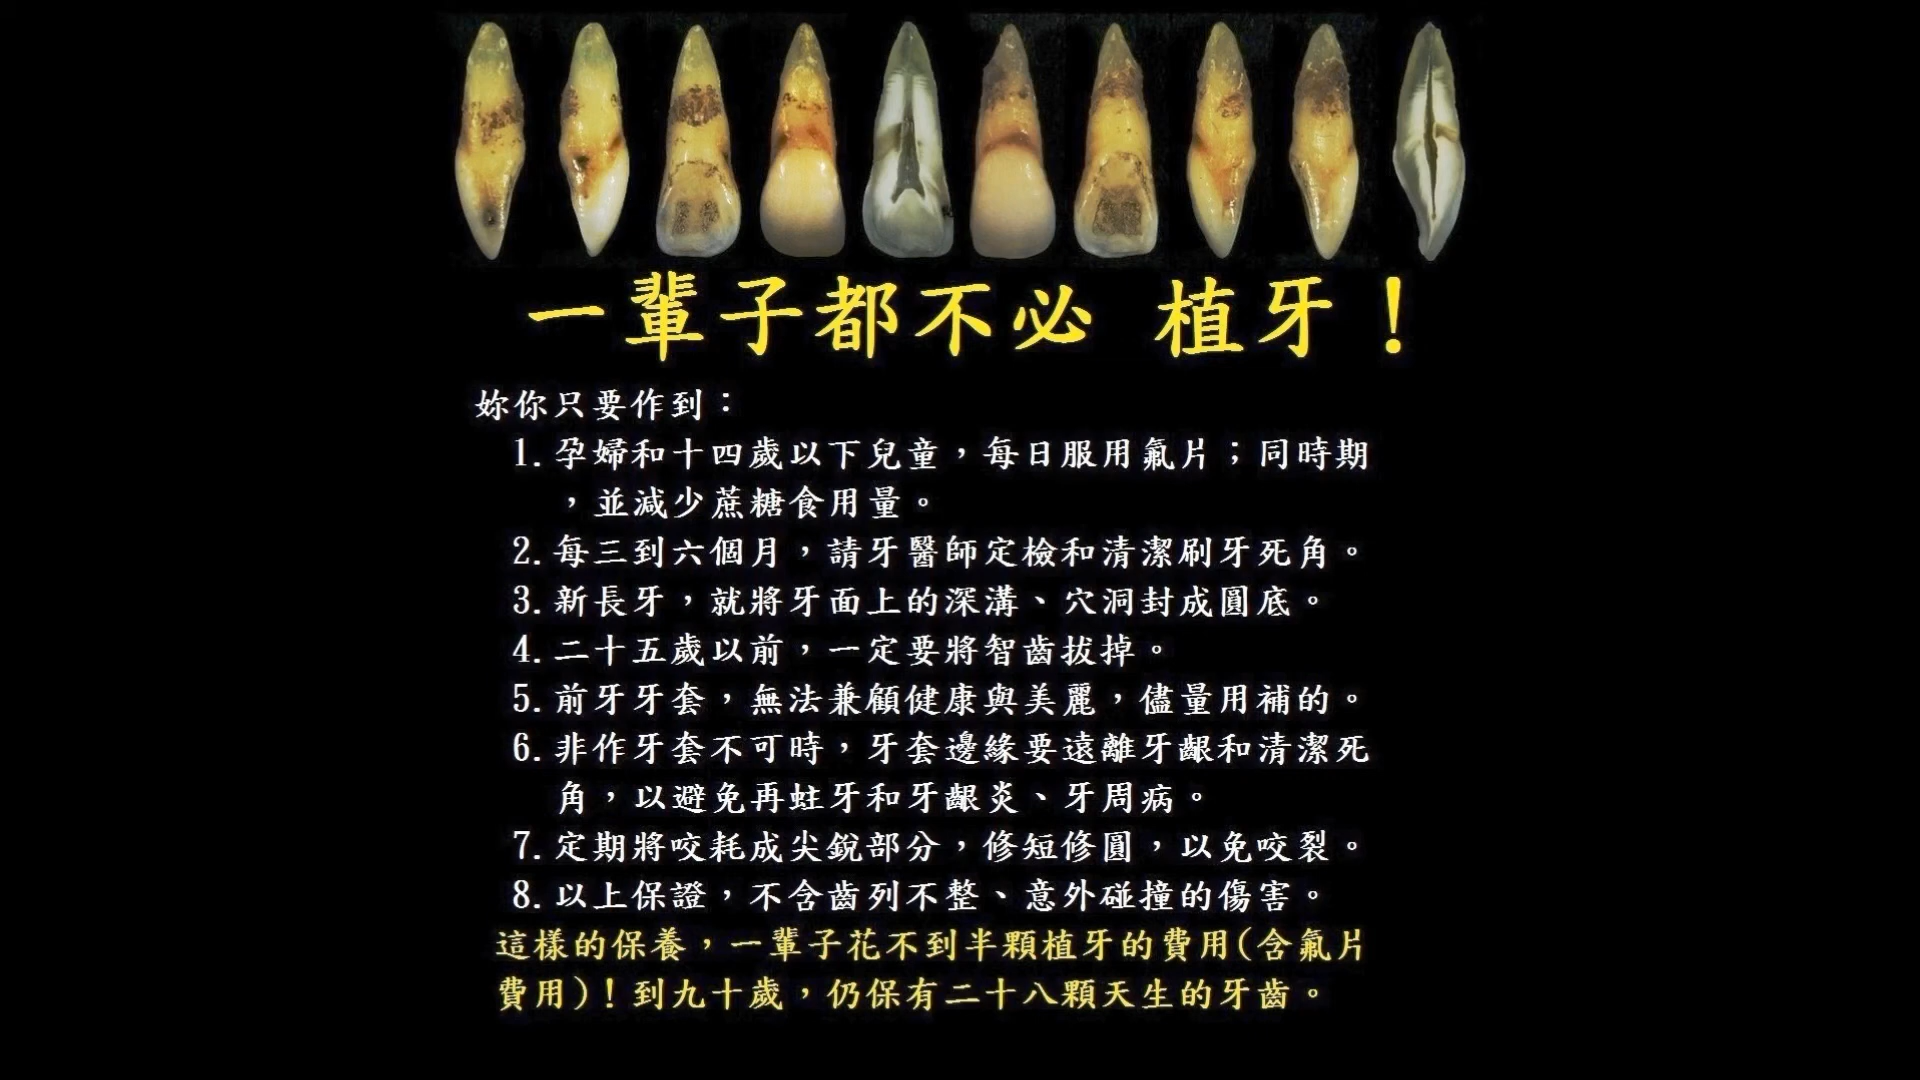 一輩子都不必 植牙！
妳你只要作到：
1. 孕婦和十四歲以下兒童，每日服用氟片；同時期
，並減少蔗糖食用量。
2. 每三到六個月，請牙醫師定檢和清潔刷牙死角。
3. 新長牙，就將牙面上的深溝、穴洞封成圓底。
4. 二十五歲以前，一定要將智齒拔掉。
5. 前牙牙套，無法兼顧健康與美麗，儘量用補的。
6. 非作牙套不可時，牙套邊緣要遠離牙齦和清潔死
角，以避免再蛀牙和牙齦炎、牙周病。
7. 定期將咬耗成尖銳部分，修短修圓，以免咬裂。
8. 以上保證，不含齒列不整、意外碰撞的傷害。
這樣的保養，一輩子花不到半顆植牙的費用(含氟片
費用)！到九十歲，仍保有二十八顆天生的牙齒。